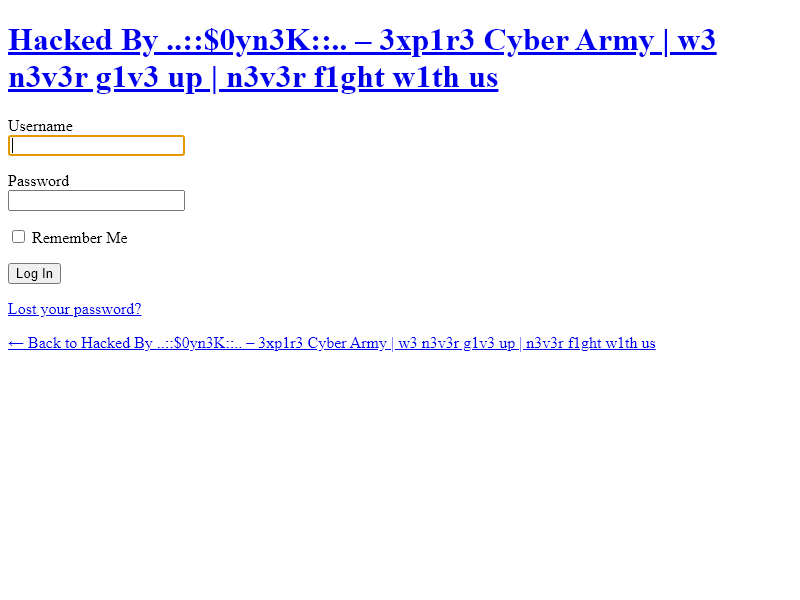 Hacked By ..::$0yn3K::.. – 3xp1r3 Cyber Army | w3
n3v3r g1v3 up | n3v3r f1ght w1th us
Username
Password
Remember Me
Log In
Lost your password?
← Back to Hacked By ..::$0yn3K::.. – 3xp1r3 Cyber Army | w3 n3v3r g1v3 up | n3v3r f1ght w1th us